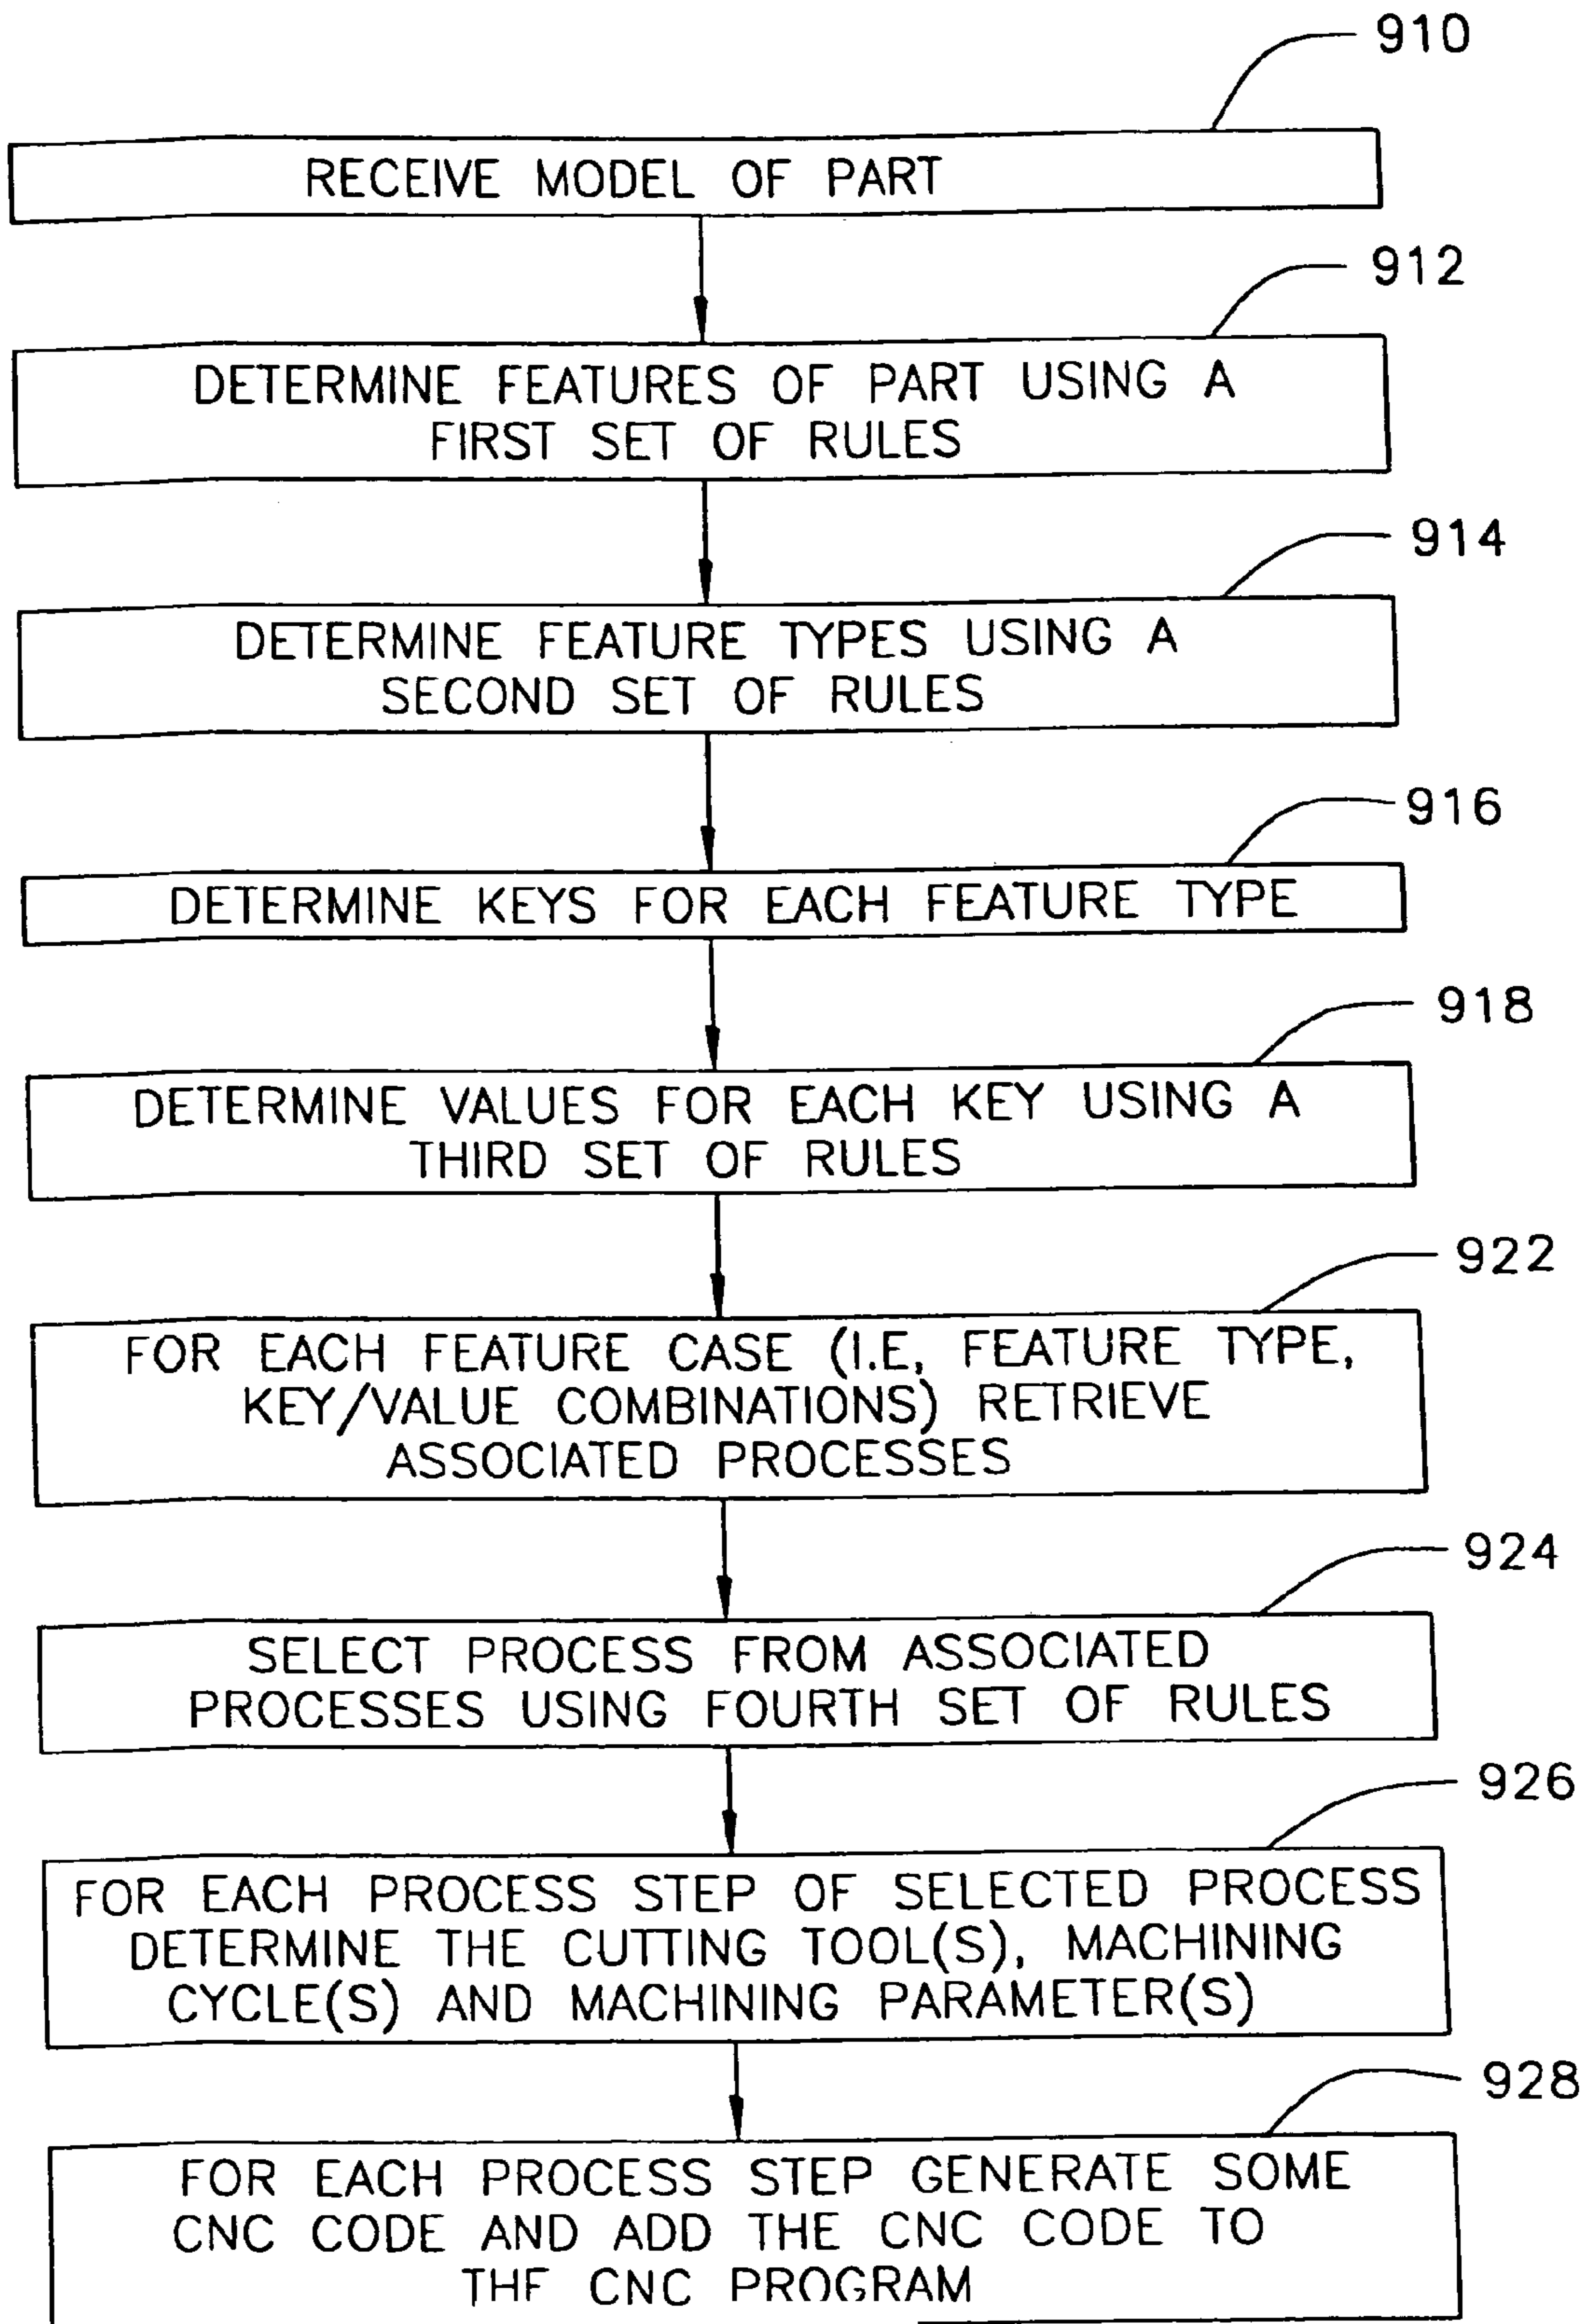 910
RECEIVE MODEL OF PART
912
DETERMINE FEATURES OF PART USING A
FIRST SET OF RULES
914
DETERMINE FEATURE TYPES USING A
SECOND SET OF RULES
916
DETERMINE KEYS FOR EACH FEATURE TYPE
918
DETERMINE VALUES FOR EACH KEY USING A
THIRD SET OF RULES
922
FOR EACH FEATURE CASE (I.E, FEATURE TYPE,
KEY/VALUE COMBINATIONS) RETRIEVE
ASSOCIATED PROCESSES
924
SELECT PROCESS FROM ASSOCIATED
PROCESSES USING FOURTH SET OF RULES
926
FOR EACH PROCESS STEP OF SELECTED PROCESS
DETERMINE THE CUTTING TOOL(S), MACHINING
CYCLE(S) AND MACHINING PARAMETER(S)
928
FOR EACH PROCESS STEP GENERATE SOME
CNC CODE AND ADD THE CNC CODE TO
THE CNC PROGRAM